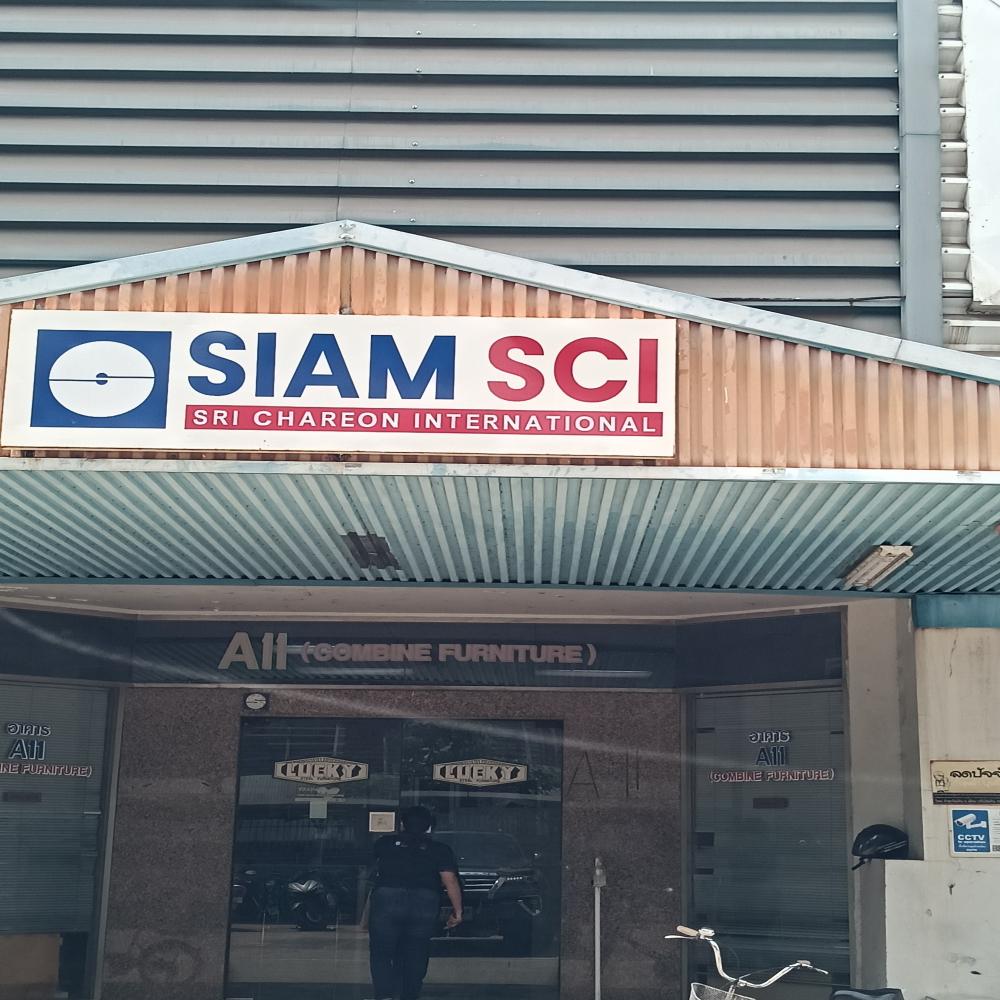 SIAM SCI
SRI CHAREON INTERNATIONAL
A11 (COMBINE FURNITURE)
อาคาร
A11
INE FURNITURE)
LUCKY
LUCKY
A11
อาคาร
A11
(COMBINE FURNITURE)
CCTV